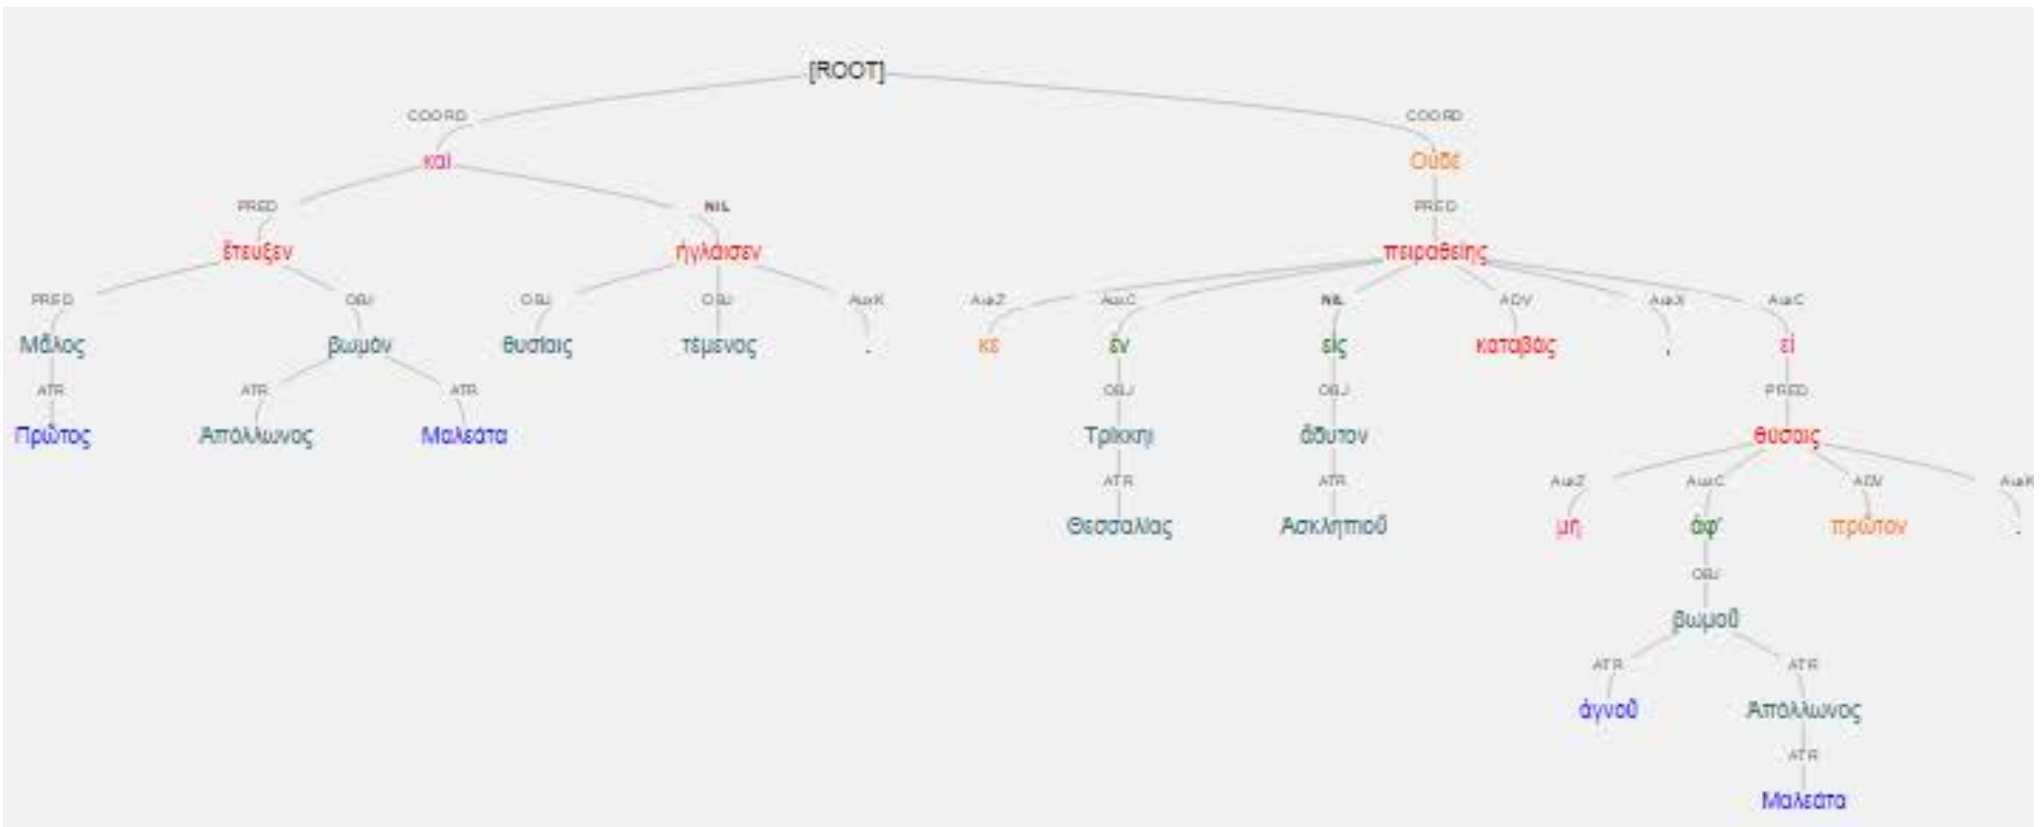 [ROOT]
COORD COORD
καὶ Οὐδέ
PRED NIL PRED
ἔτευξεν ἠγλάϊσεν πειραθείης
PRED OBJ OBJ OBJ AuxK AuxZ AuxC NIL ADV AuxX AuxC
Μᾶλος βωμὸν θυσίαις τέμενος . κε ἐν εἰς καταβὰς , εἰ
ATR ATR ATR OBJ OBJ PRED
Πρῶτος Ἀπόλλωνος Μαλεάτα Τρίκκηι ἄδυτον θύσαις
ATR ATR AuxZ AuxC ADV AuxK
Θεσσαλίας Ἀσκληπιοῦ μὴ ἀφ' πρῶτον .
OBJ
βωμοῦ
ATR ATR
ἁγνοῦ Ἀπόλλωνος
ATR
Μαλεάτα